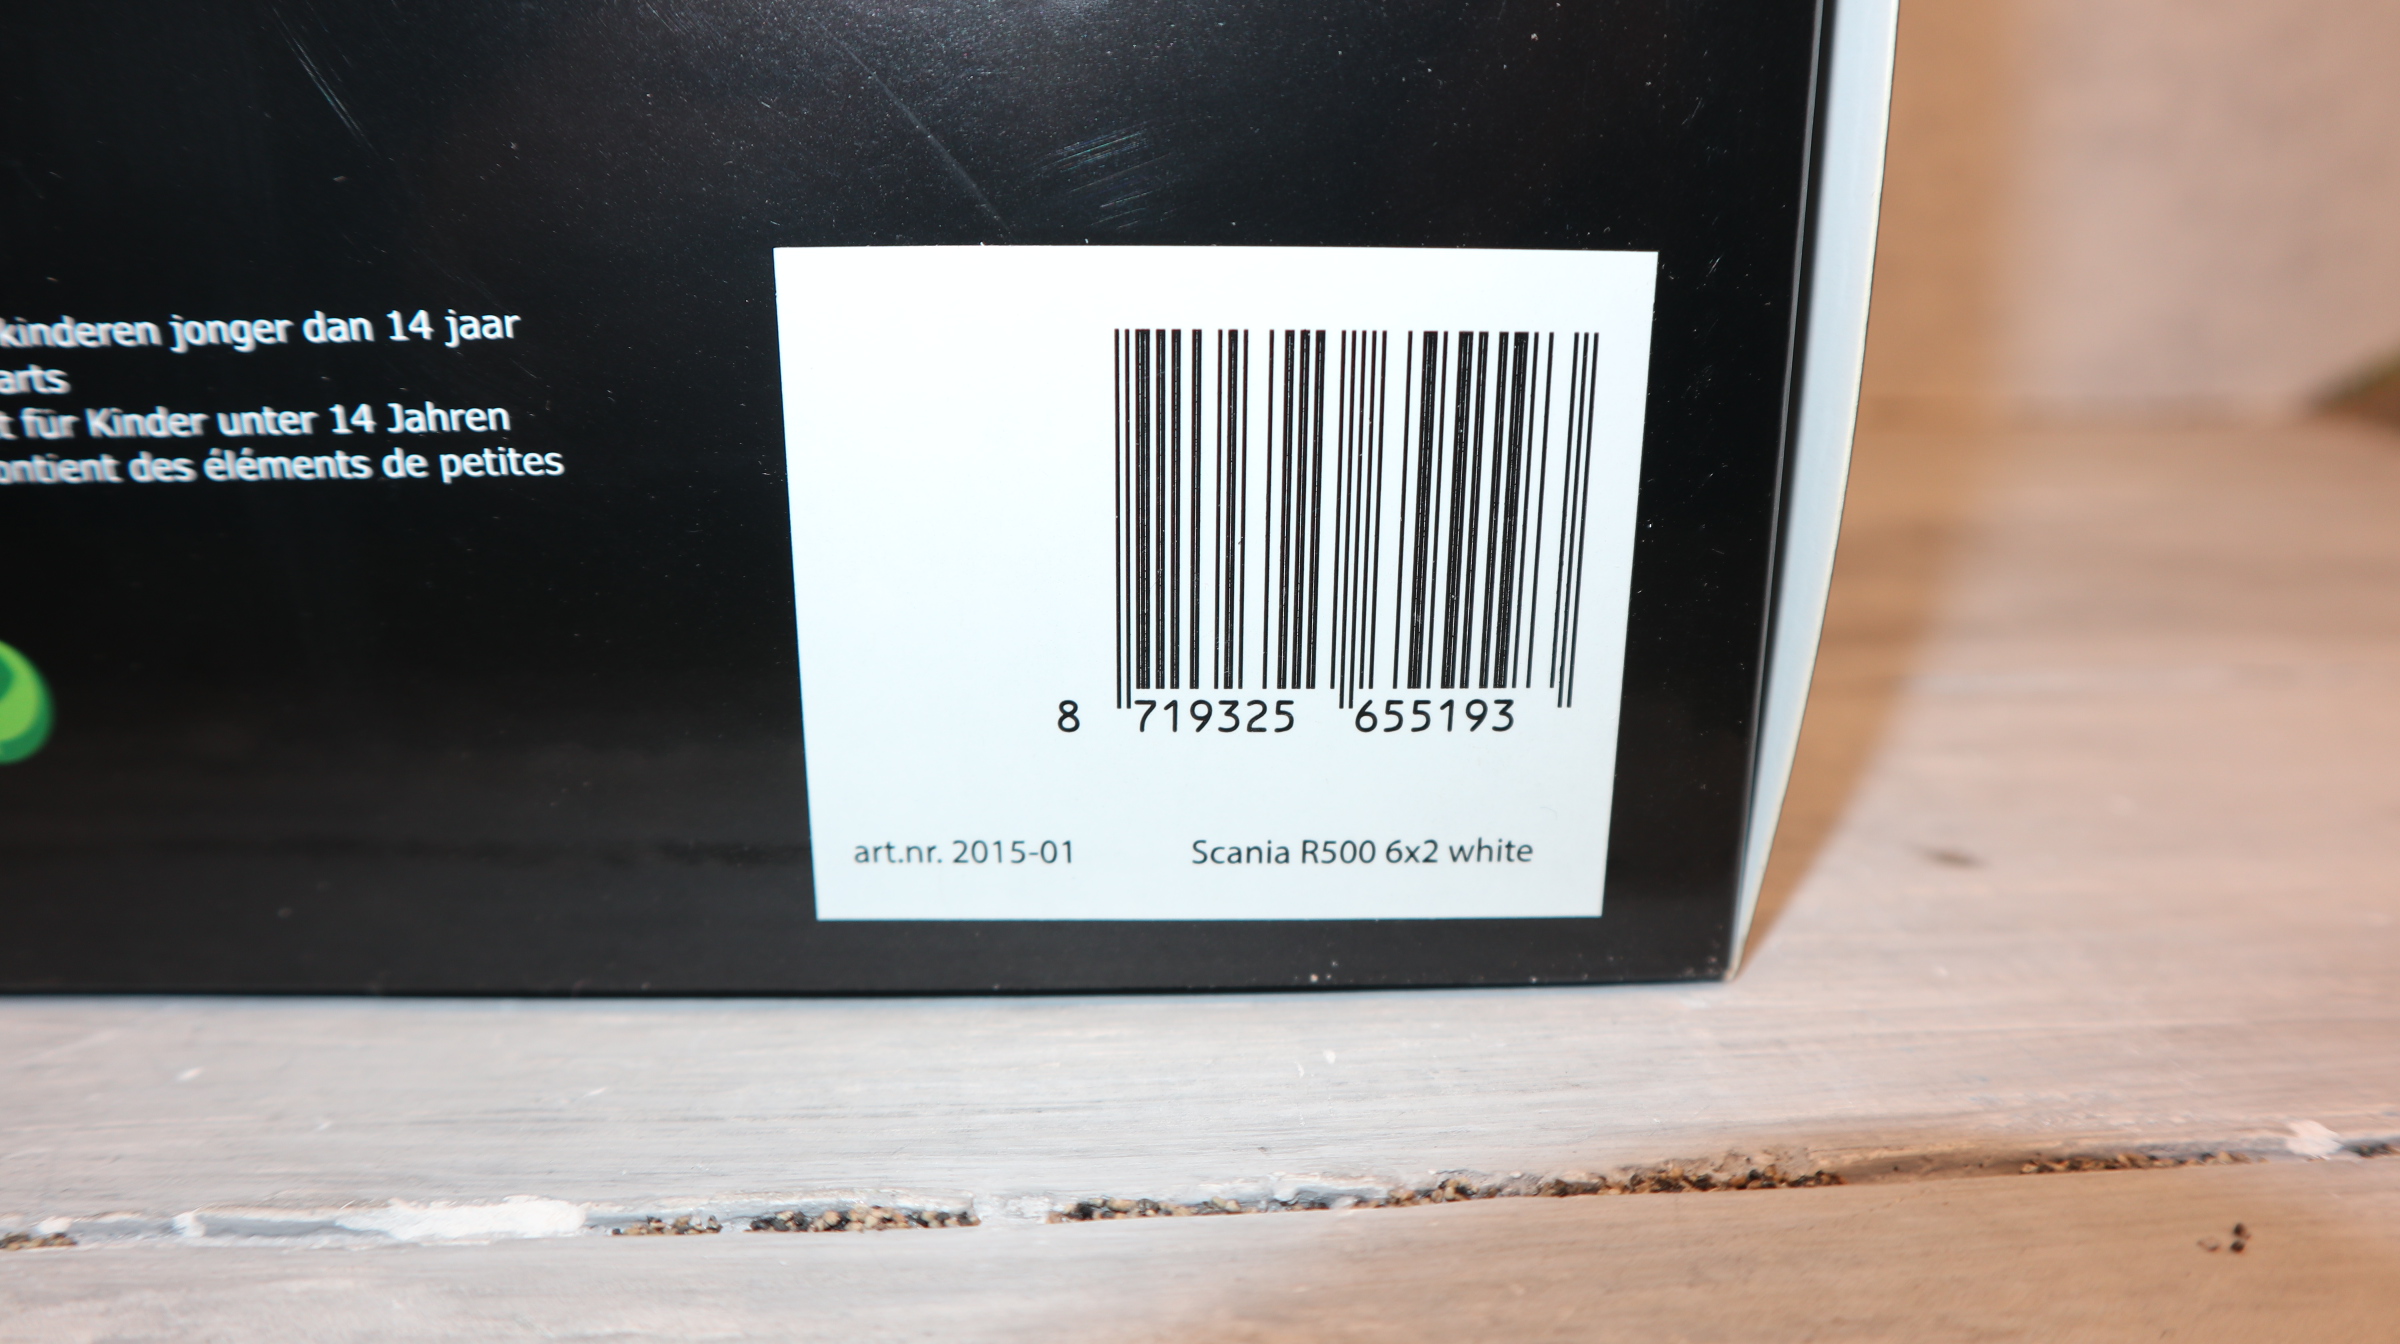 kinderen jonger dan 14 jaar
arts
t für Kinder unter 14 Jahren
ontient des éléments de petites
8 719325 655193
art.nr. 2015-01 Scania R500 6x2 white